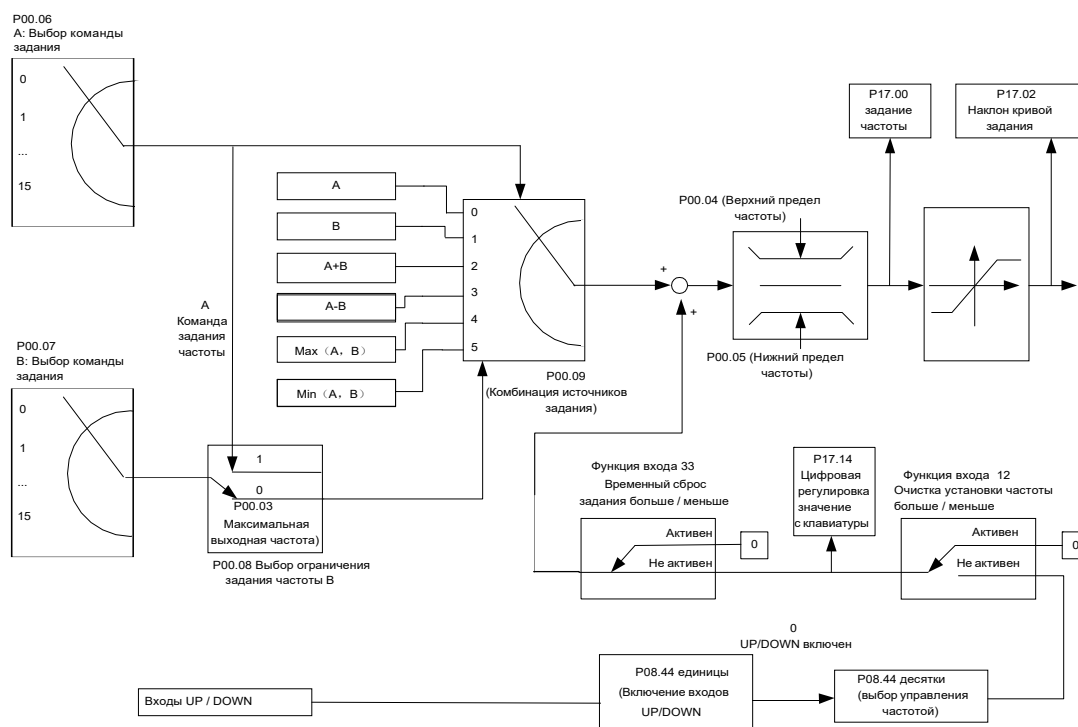 P00.06
A: Выбор команды
задания
0
1
...
15
P00.07
B: Выбор команды
задания
0
1
...
15
A
Команда
задания
частоты
A
B
A+B
A-B
Max（A，B）
Min（A，B）
0
1
2
3
4
5
P00.09
(Комбинация источников
задания)
1
0
P00.03
Максимальная
выходная частота)
P00.08 Выбор ограничения
задания частоты B
+
+
P00.04 (Верхний предел
частоты)
P00.05 (Нижний предел
частоты)
P17.00
задание
частоты
P17.02
Наклон кривой
задания
Функция входа 33
Временный сброс
задания больше / меньше
Активен
Не активен
0
P17.14
Цифровая
регулировка
значение
с клавиатуры
Функция входа 12
Очистка установки частоты
больше / меньше
Активен
Не активен
0
0
UP/DOWN включен
Входы UP / DOWN
P08.44 единицы
(Включение входов
UP/DOWN
P08.44 десятки
(выбор управления
частотой)